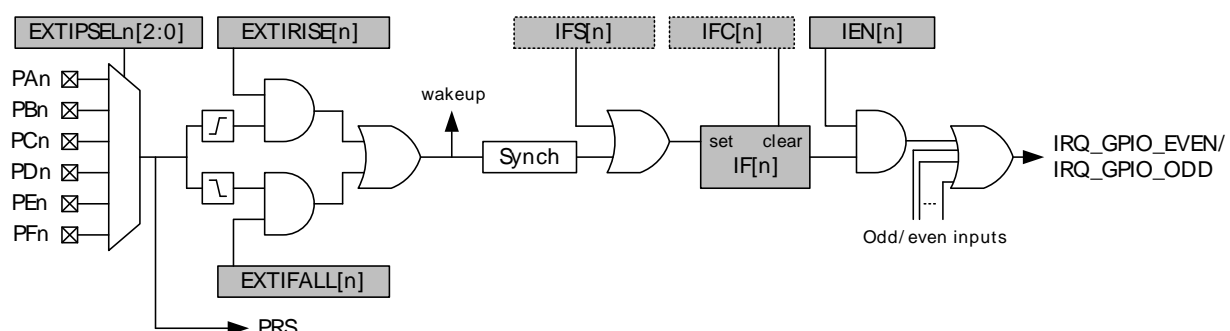 EXTIPSELn[2:0]
EXTIRISE[n]
IFS[n]
IFC[n]
IEN[n]
PAn
PBn
PCn
PDn
PEn
PFn
wakeup
Synch
set clear
IF[n]
IRQ_GPIO_EVEN/
IRQ_GPIO_ODD
...
Odd/even inputs
EXTIFALL[n]
PRS